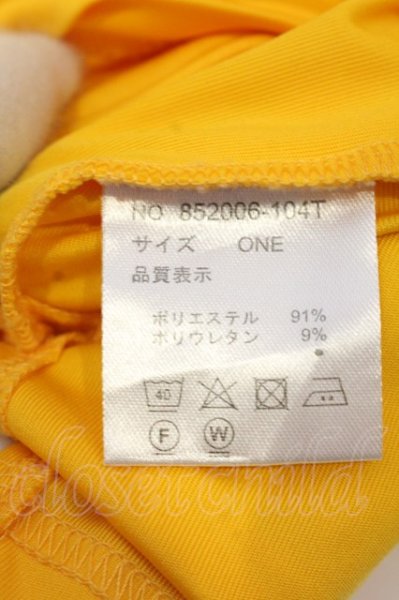 NO 852006-104T
サイズ ONE
品質表示
ポリエステル 91%
ポリウレタン 9%
40
F W
closet child